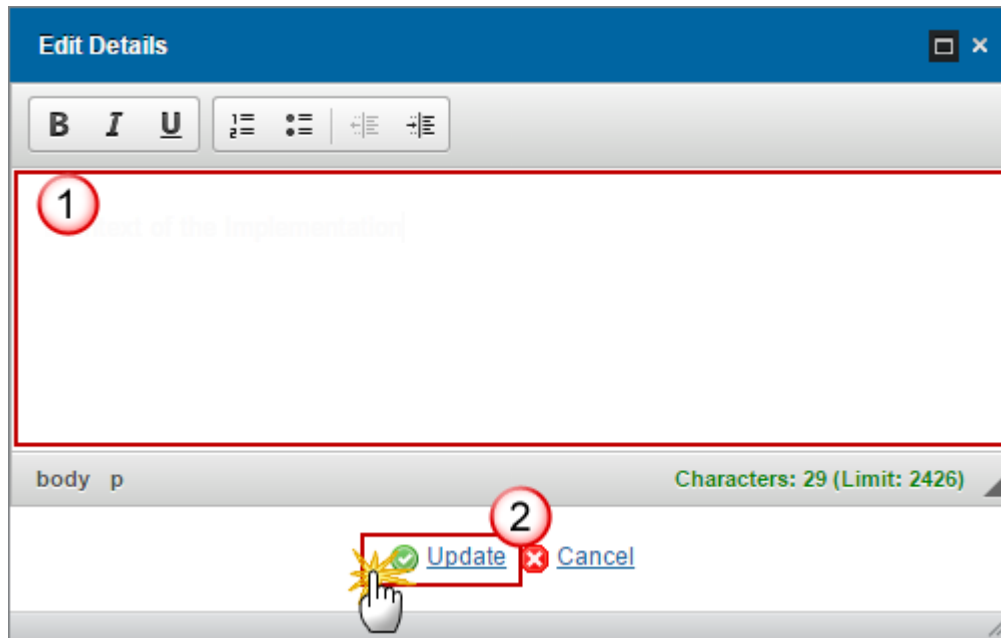 Edit Details
B I U
1
text of the Implementation
body p
Characters: 29 (Limit: 2426)
2
Update Cancel